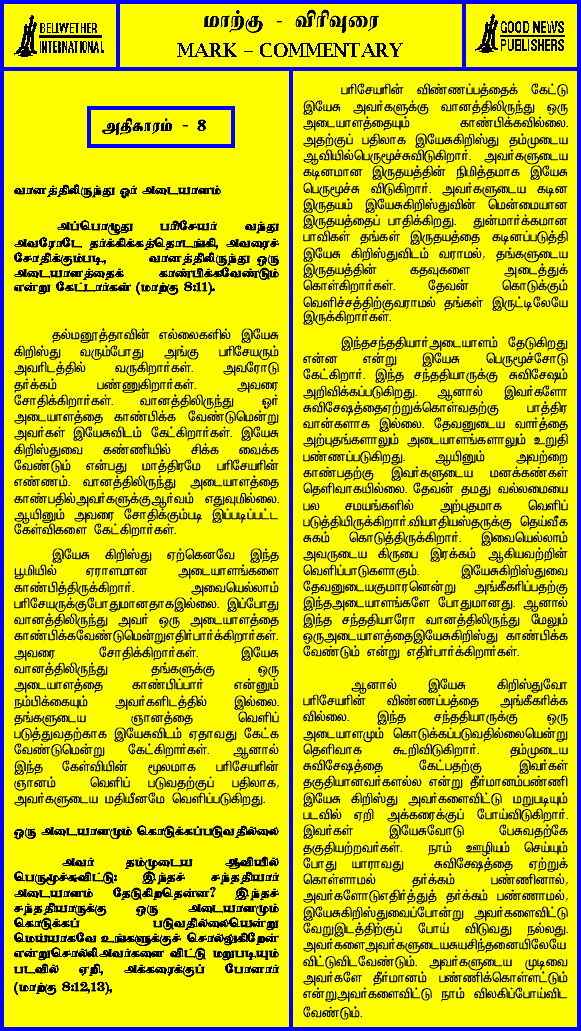 BELWETHER
INTERNATIONAL
மாற்கு - விரிவுரை
MARK – COMMENTARY
GOOD NEWS
PUBLISHERS
அதிகாரம் - 8
வானத்திலிருந்து ஓர் அடையாளம்
அப்பொழுது பரிசேயர் வந்து
அவரோடே தர்க்கிக்கத்தொடங்கி, அவரைச்
சோதிக்கும்படி, வானத்திலிருந்து ஒரு
அடையாளத்தைக் காண்பிக்கவேண்டும்
என்று கேட்டார்கள் (மாற்கு 8:11).
தல்மனூத்தாவின் எல்லைகளில் இயேசு
கிறிஸ்து வரும்போது அங்கு பரிசேயரும்
அவரிடத்தில் வருகிறார்கள். அவரோடு
தர்க்கம் பண்ணுகிறார்கள். அவரை
சோதிக்கிறார்கள். வானத்திலிருந்து ஓர்
அடையாளத்தை காண்பிக்க வேண்டுமென்று
அவர்கள் இயேசுவிடம் கேட்கிறார்கள். இயேசு
கிறிஸ்துவை கண்ணியில் சிக்க வைக்க
வேண்டும் என்பது மாத்திரமே பரிசேயரின்
எண்ணம். வானத்திலிருந்து அடையாளத்தை
காண்பதில்அவர்களுக்குஆர்வம் எதுவுமில்லை.
ஆயினும் அவரை சோதிக்கும்படி இப்படிப்பட்ட
கேள்விகளை கேட்கிறார்கள்.
இயேசு கிறிஸ்து ஏற்கெனவே இந்த
பூமியில் ஏராளமான அடையாளங்களை
காண்பித்திருக்கிறார். அவையெல்லாம்
பரிசேயருக்குபோதுமானதாகஇல்லை. இப்போது
வானத்திலிருந்து அவர் ஒரு அடையாளத்தை
காண்பிக்கவேண்டுமென்றுஎதிர்பார்க்கிறார்கள்.
அவரை சோதிக்கிறார்கள். இயேசு
வானத்திலிருந்து தங்களுக்கு ஒரு
அடையாளத்தை காண்பிப்பார் என்னும்
நம்பிக்கையும் அவர்களிடத்தில் இல்லை.
தங்களுடைய ஞானத்தை வெளிப்
படுத்துவதற்காக இயேசுவிடம் ஏதாவது கேட்க
வேண்டுமென்று கேட்கிறார்கள். ஆனால்
இந்த கேள்வியின் மூலமாக பரிசேயரின்
ஞானம் வெளிப் படுவதற்குப் பதிலாக,
அவர்களுடைய மதியீனமே வெளிப்படுகிறது.
ஒரு அடையாளமும் கொடுக்கப்படுவதில்லை
அவர் தம்முடைய ஆவியில்
பெருமூச்சுவிட்டு: இந்தச் சந்ததியார்
அடையாளம் தேடுகிறதென்ன? இந்தச்
சந்ததியாருக்கு ஒரு அடையாளமும்
கொடுக்கப் படுவதில்லையென்று
மெய்யாகவே உங்களுக்குச் சொல்லுகிறேன்
என்றுசொல்லிஅவர்களை விட்டு மறுபடியும்
படவில் ஏறி, அக்கரைக்குப் போனார்
(மாற்கு 8:12,13),
பரிசேயரின் விண்ணப்பத்தைக் கேட்டு
இயேசு அவர்களுக்கு வானத்திலிருந்து ஒரு
அடையாளத்தையும் காண்பிக்கவில்லை.
அதற்குப் பதிலாக இயேசுகிறிஸ்து தம்முடைய
ஆவியில்பெருமூச்சுவிடுகிறார். அவர்களுடைய
கடினமான இருதயத்தின் நிமித்தமாக இயேசு
பெருமூச்சு விடுகிறார். அவர்களுடைய கடின
இருதயம் இயேசுகிறிஸ்துவின் மென்மையான
இருதயத்தைப் பாதிக்கிறது. துன்மார்க்கமான
பாவிகள் தங்கள் இருதயத்தை கடினப்படுத்தி
இயேசு கிறிஸ்துவிடம் வராமல், தங்களுடைய
இருதயத்தின் கதவுகளை அடைத்துக்
கொள்கிறார்கள். தேவன் கொடுக்கும்
வெளிச்சத்திற்குவராமல் தங்கள் இருட்டிலேயே
இருக்கிறார்கள்.
இந்தசந்ததியார்அடையாளம் தேடுகிறது
என்ன என்று இயேசு பெருமூச்சோடு
கேட்கிறார். இந்த சந்ததியாருக்கு சுவிசேஷம்
அறிவிக்கப்படுகிறது. ஆனால் இவர்களோ
சுவிசேஷத்தைஏற்றுக்கொள்வதற்கு பாத்திர
வான்களாக இல்லை. தேவனுடைய வார்த்தை
அற்புதங்களாலும் அடையாளங்களாலும் உறுதி
பண்ணப்படுகிறது. ஆயினும் அவற்றை
காண்பதற்கு இவர்களுடைய மனக்கண்கள்
தெளிவாகயில்லை. தேவன் தமது வல்லமையை
பல சமயங்களில் அற்புதமாக வெளிப்
படுத்தியிருக்கிறார்.வியாதியஸ்தருக்கு தெய்வீக
சுகம் கொடுத்திருக்கிறார். இவையெல்லாம்
அவருடைய கிருபை இரக்கம் ஆகியவற்றின்
வெளிப்பாடுகளாகும். இயேசுகிறிஸ்துவை
தேவனுடையகுமாரனென்று அங்கீகரிப்பதற்கு
இந்தஅடையாளங்களே போதுமானது. ஆனால்
இந்த சந்ததியாரோ வானத்திலிருந்து மேலும்
ஒருஅடையாளத்தைஇயேசுகிறிஸ்து காண்பிக்க
வேண்டும் என்று எதிர்பார்க்கிறார்கள்.
ஆனால் இயேசு கிறிஸ்துவோ
பரிசேயரின் விண்ணப்பத்தை அங்கீகரிக்க
வில்லை. இந்த சந்ததியாருக்கு ஒரு
அடையாளமும் கொடுக்கப்படுவதில்லையென்று
தெளிவாக கூறிவிடுகிறார். தம்முடைய
சுவிசேஷத்தை கேட்பதற்கு இவர்கள்
தகுதியானவர்களல்ல என்று தீர்மானம்பண்ணி
இயேசு கிறிஸ்து அவர்களைவிட்டு மறுபடியும்
படவில் ஏறி அக்கரைக்குப் போய்விடுகிறார்.
இவர்கள் இயேசுவோடு பேசுவதற்கே
தகுதியற்றவர்கள். நாம் ஊழியம் செய்யும்
போது யாராவது சுவிசேஷத்தை ஏற்றுக்
கொள்ளாமல் தர்க்கம் பண்ணினால்,
அவர்களோடுஎதிர்த்துத் தர்க்கம் பண்ணாமல்,
இயேசுகிறிஸ்துவைப்போன்று அவர்களைவிட்டு
வேறுஇடத்திற்குப் போய் விடுவது நல்லது.
அவர்களைஅவர்களுடையசுயசிந்தனையிலேயே
விட்டுவிடவேண்டும். அவர்களுடைய முடிவை
அவர்களே தீர்மானம் பண்ணிக்கொள்ளட்டும்
என்றுஅவர்களைவிட்டு நாம் விலகிப்போய்விட
வேண்டும்.